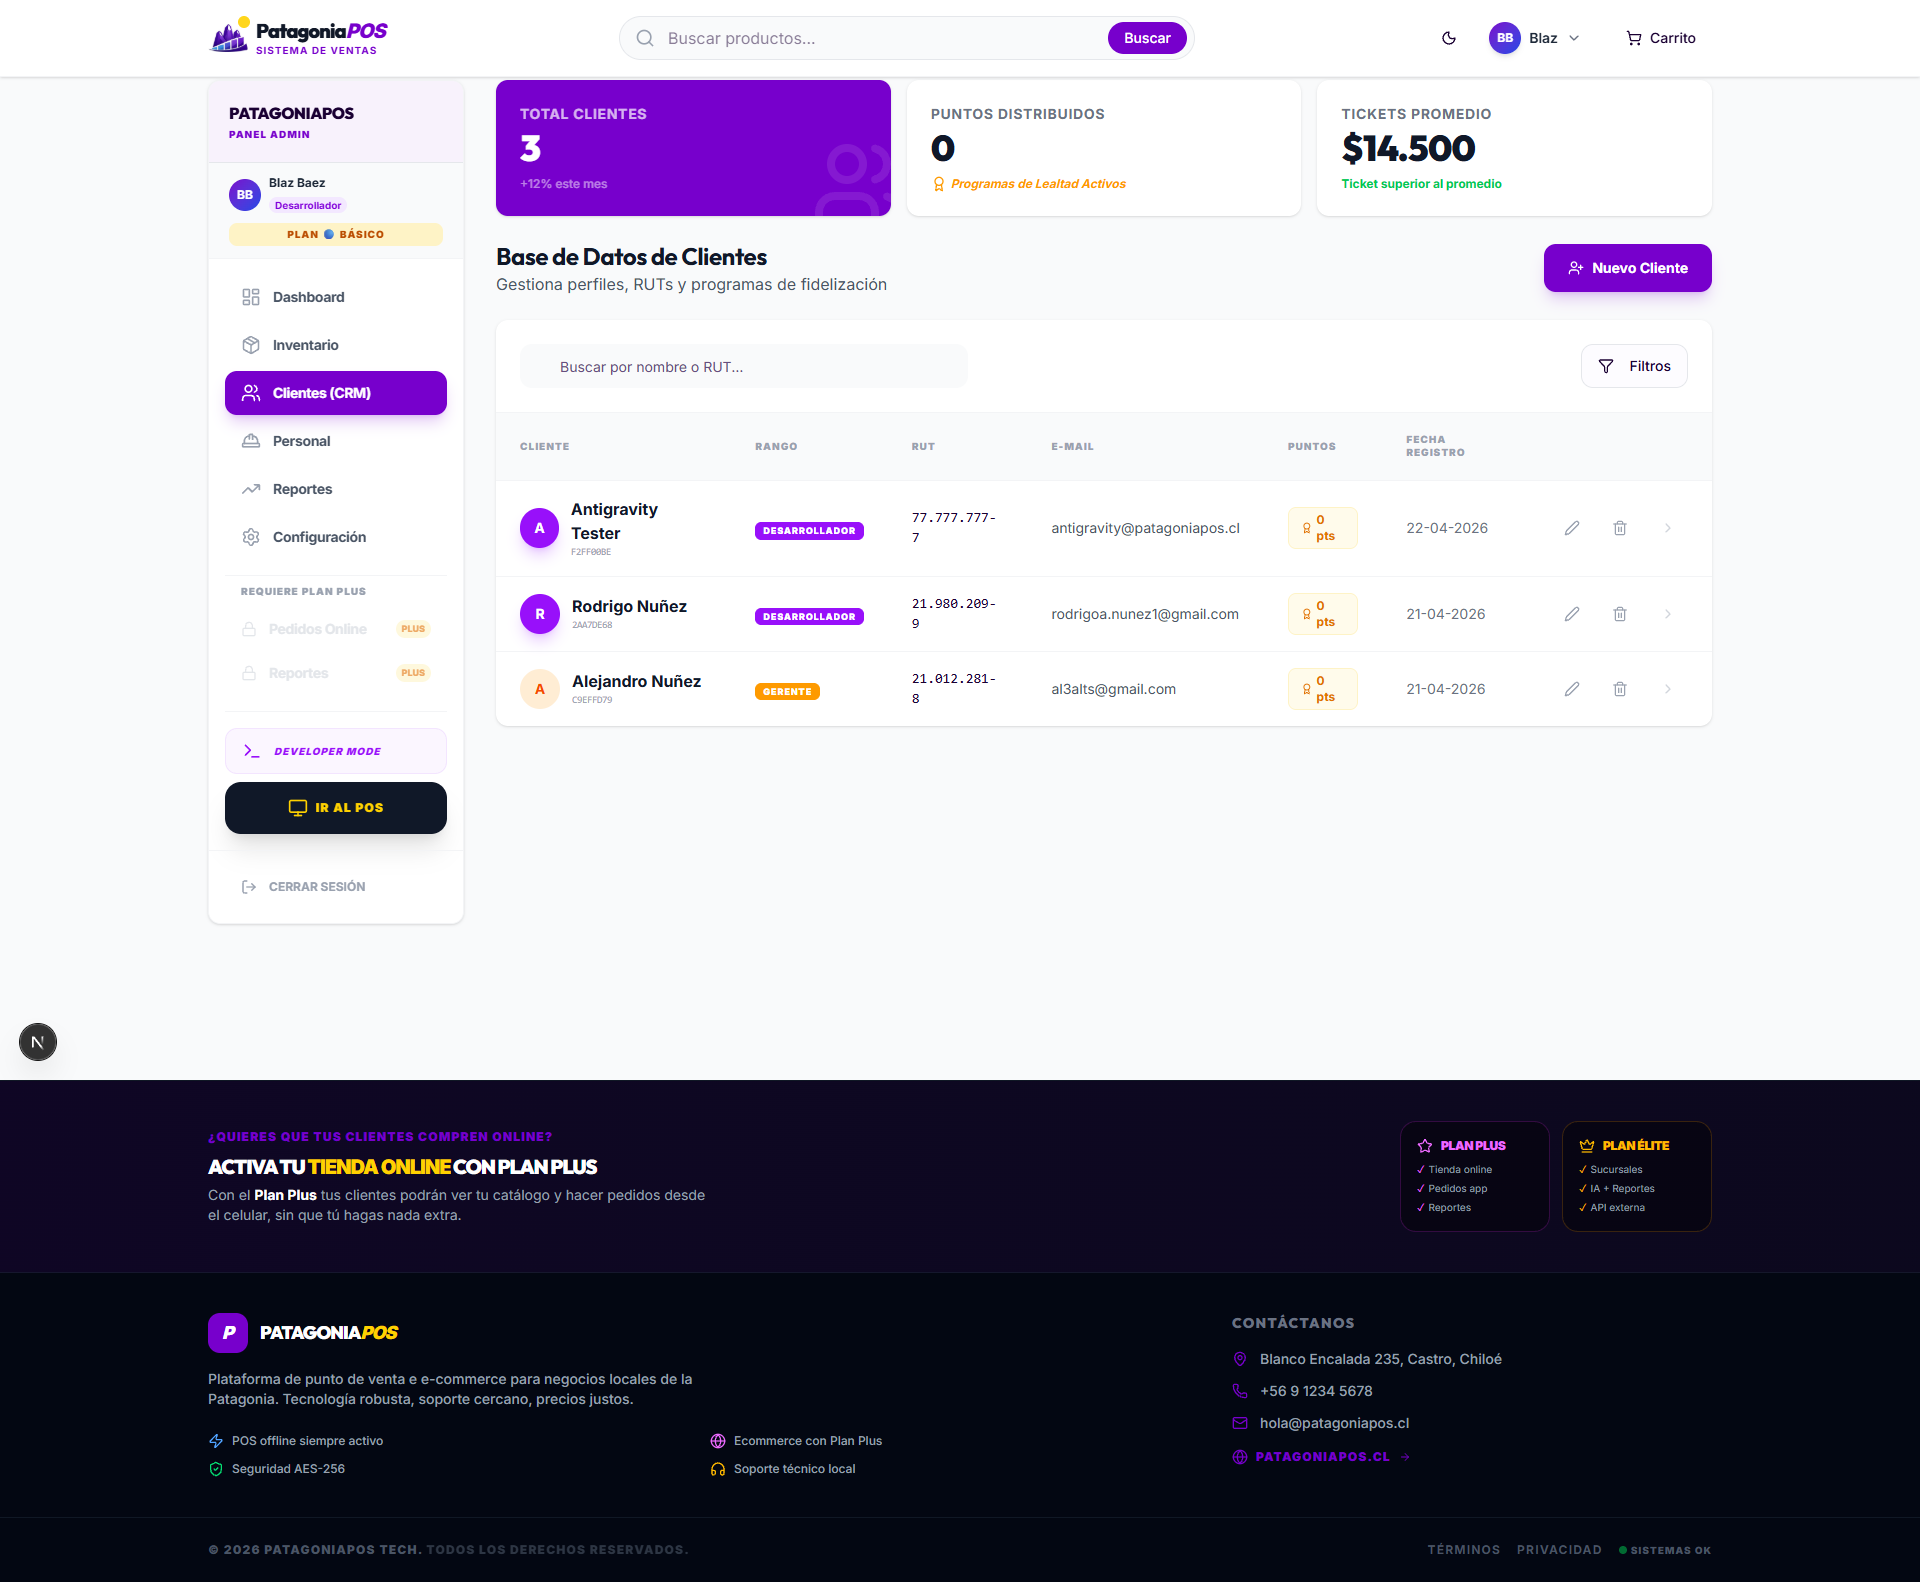 PatagoniaPOS
SISTEMA DE VENTAS
Buscar productos...
Buscar
BB
Blaz
Carrito
PATAGONIAPOS
PANEL ADMIN
BB
Blaz Baez
Desarrollador
PLAN BÁSICO
Dashboard
Inventario
Clientes (CRM)
Personal
Reportes
Configuración
REQUIERE PLAN PLUS
Pedidos Online PLUS
Reportes PLUS
DEVELOPER MODE
IR AL POS
CERRAR SESIÓN
TOTAL CLIENTES
3
+12% este mes
PUNTOS DISTRIBUIDOS
0
Programas de Lealtad Activos
TICKETS PROMEDIO
$14.500
Ticket superior al promedio
Base de Datos de Clientes
Gestiona perfiles, RUTs y programas de fidelización
Nuevo Cliente
Buscar por nombre o RUT...
Filtros
CLIENTE RANGO RUT E-MAIL PUNTOS FECHA
REGISTRO
A Antigravity
Tester
F2FF00BE
DESARROLLADOR
77.777.777-
7
antigravity@patagoniapos.cl
0
pts
22-04-2026
R Rodrigo Nuñez
2AA7DE68
DESARROLLADOR
21.980.209-
9
rodrigoa.nunez1@gmail.com
0
pts
21-04-2026
A Alejandro Nuñez
C9EFFD79
GERENTE
21.012.281-
8
al3alts@gmail.com
0
pts
21-04-2026
N
¿QUIERES QUE TUS CLIENTES COMPREN ONLINE?
ACTIVA TU TIENDA ONLINE CON PLAN PLUS
Con el Plan Plus tus clientes podrán ver tu catálogo y hacer pedidos desde
el celular, sin que tú hagas nada extra.
PLAN PLUS
✓ Tienda online
✓ Pedidos app
✓ Reportes
PLAN ÉLITE
✓ Sucursales
✓ IA + Reportes
✓ API externa
P
PATAGONIAPOS
Plataforma de punto de venta e e-commerce para negocios locales de la
Patagonia. Tecnología robusta, soporte cercano, precios justos.
POS offline siempre activo
Ecommerce con Plan Plus
Seguridad AES-256
Soporte técnico local
CONTÁCTANOS
Blanco Encalada 235, Castro, Chiloé
+56 9 1234 5678
hola@patagoniapos.cl
PATAGONIAPOS.CL →
© 2026 PATAGONIAPOS TECH. TODOS LOS DERECHOS RESERVADOS.
TÉRMINOS PRIVACIDAD SISTEMAS OK